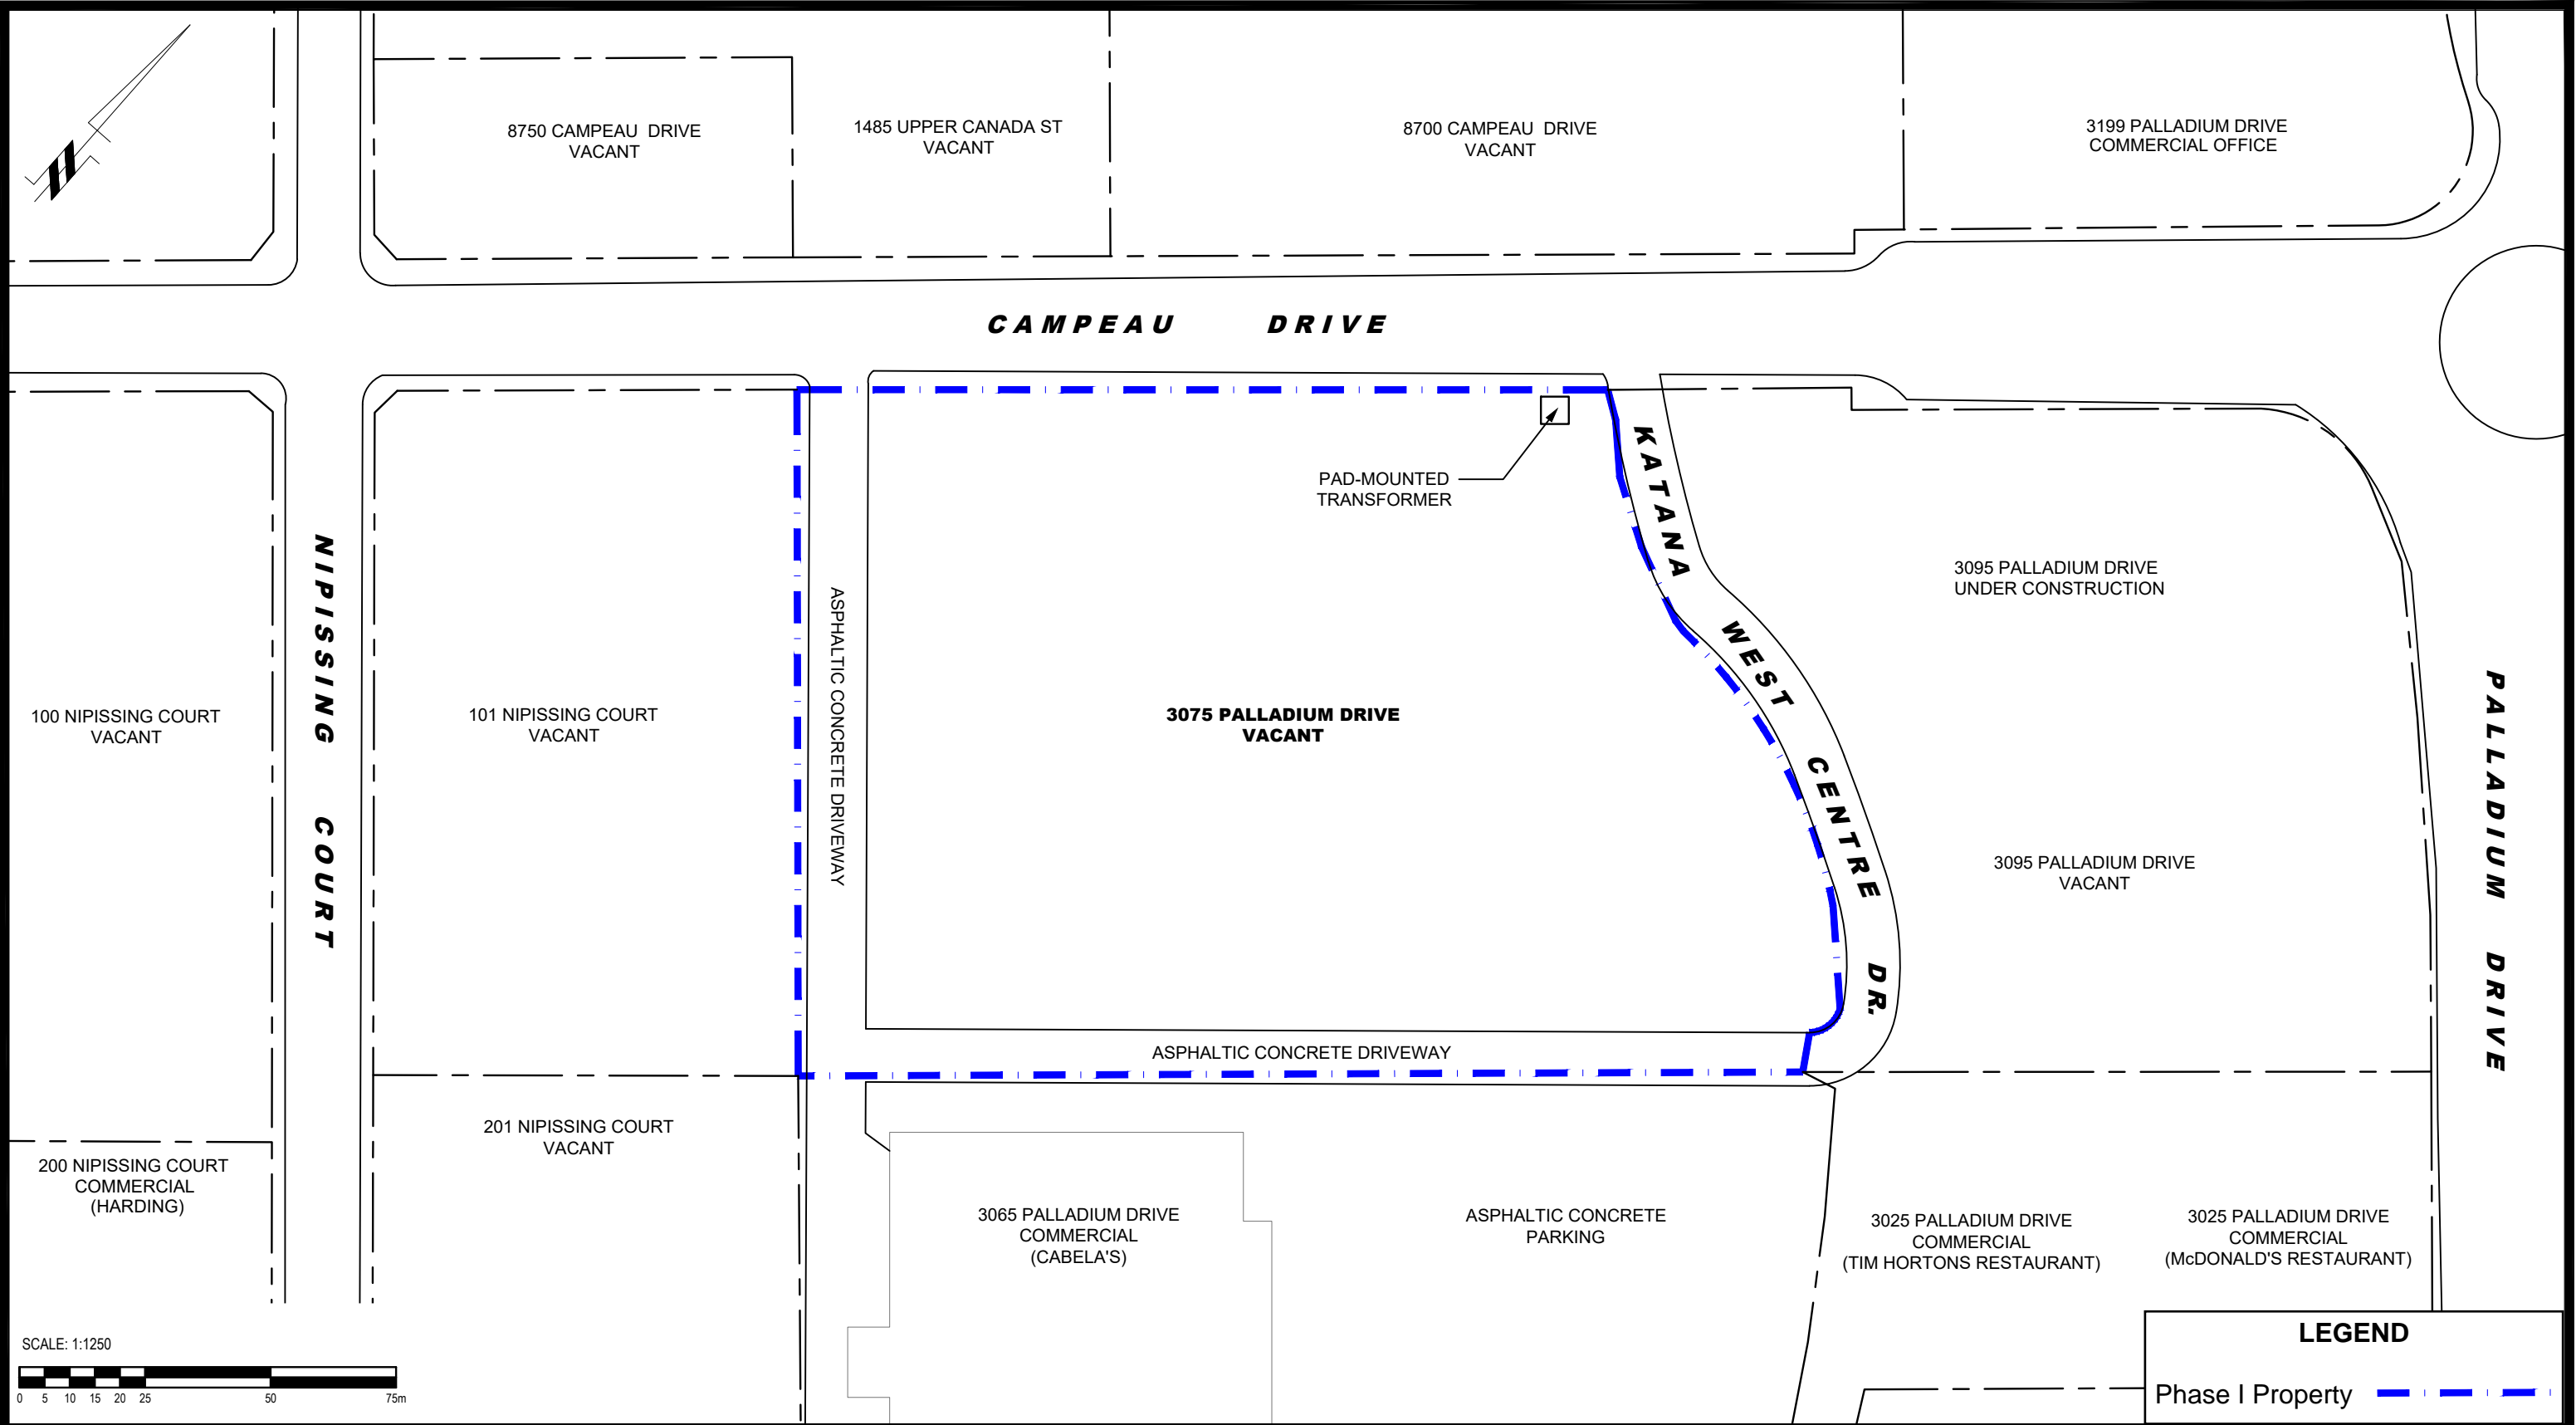 8750 CAMPEAU DRIVE
VACANT
1485 UPPER CANADA ST
VACANT
8700 CAMPEAU DRIVE
VACANT
3199 PALLADIUM DRIVE
COMMERCIAL OFFICE
CAMPEAU DRIVE
PAD-MOUNTED
TRANSFORMER
KATANA WEST CENTRE DR.
3095 PALLADIUM DRIVE
UNDER CONSTRUCTION
NIPISSING COURT
ASPHALTIC CONCRETE DRIVEWAY
100 NIPISSING COURT
VACANT
101 NIPISSING COURT
VACANT
3075 PALLADIUM DRIVE
VACANT
PALLADIUM DRIVE
3095 PALLADIUM DRIVE
VACANT
ASPHALTIC CONCRETE DRIVEWAY
201 NIPISSING COURT
VACANT
200 NIPISSING COURT
COMMERCIAL
(HARDING)
3065 PALLADIUM DRIVE
COMMERCIAL
(CABELA'S)
ASPHALTIC CONCRETE
PARKING
3025 PALLADIUM DRIVE
COMMERCIAL
(TIM HORTONS RESTAURANT)
3025 PALLADIUM DRIVE
COMMERCIAL
(McDONALD'S RESTAURANT)
SCALE: 1:1250
0 5 10 15 20 25 50 75m
LEGEND
Phase I Property